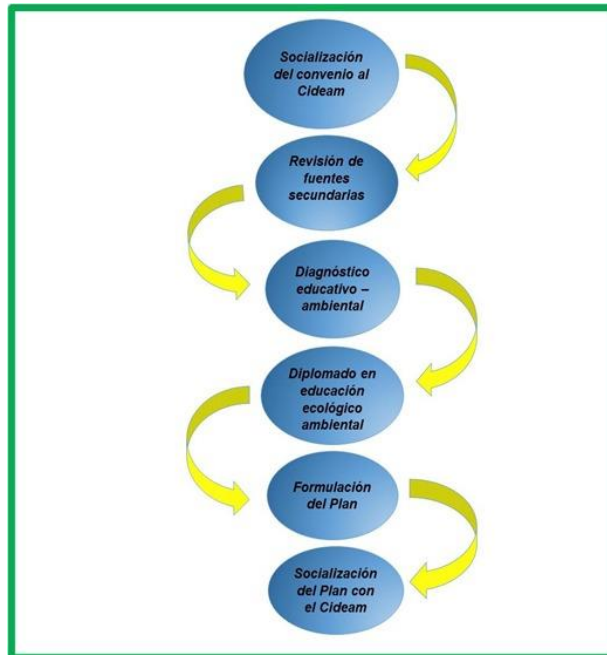 Socialización
del convenio al
Cideam
Revisión de
fuentes
secundarias
Diagnóstico
educativo –
ambiental
Diplomado en
educación
ecológico
ambiental
Formulación
del Plan
Socialización
del Plan con
el Cideam